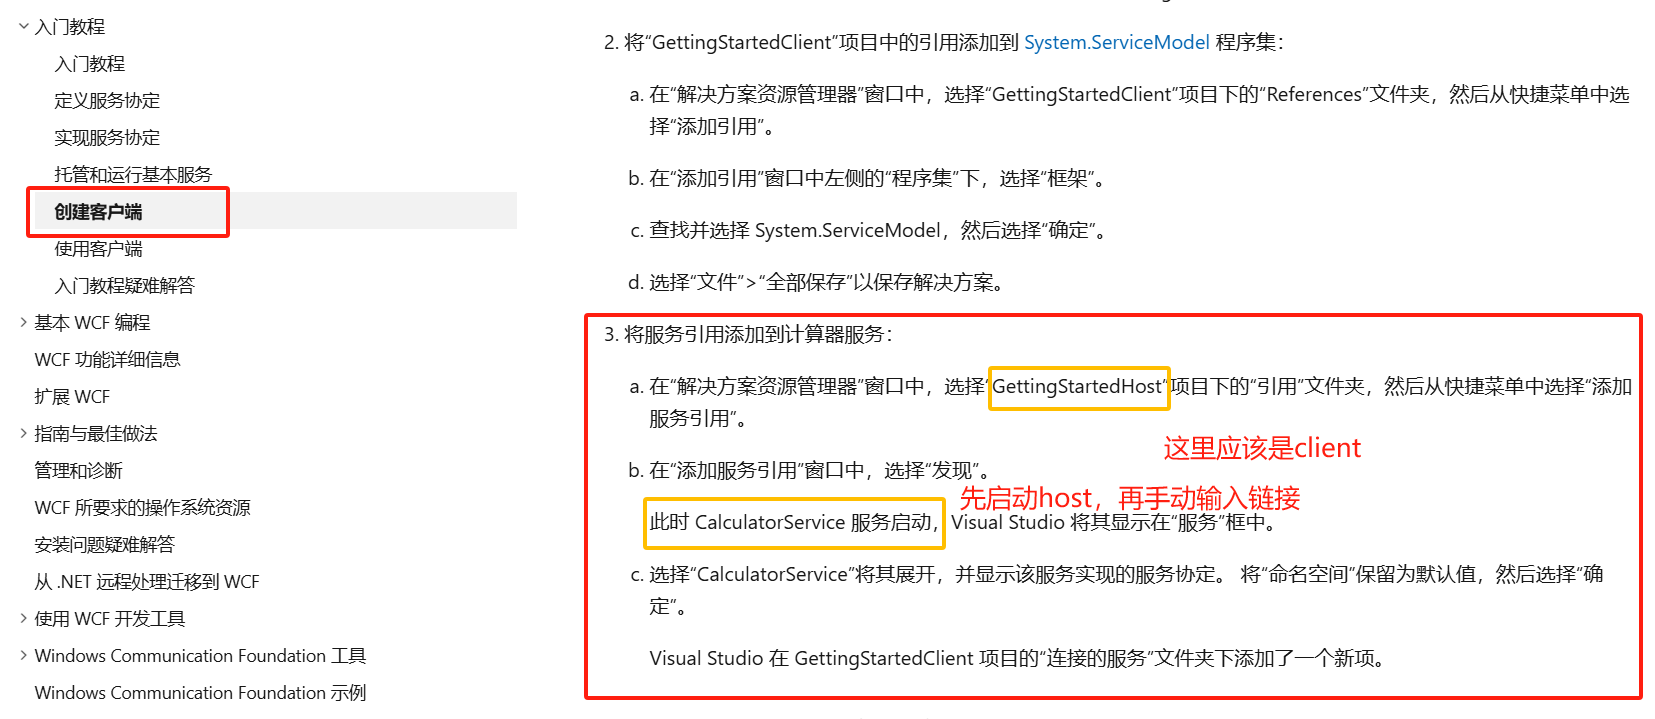 入门教程
入门教程
定义服务协定
实现服务协定
托管和运行基本服务
创建客户端
使用客户端
入门教程疑难解答
基本 WCF 编程
WCF 功能详细信息
扩展 WCF
指南与最佳做法
管理和诊断
WCF 所要求的操作系统资源
安装问题疑难解答
从 .NET 远程处理迁移到 WCF
使用 WCF 开发工具
Windows Communication Foundation 工具
Windows Communication Foundation 示例
2. 将“GettingStartedClient”项目中的引用添加到 System.ServiceModel 程序集：
a. 在“解决方案资源管理器”窗口中，选择“GettingStartedClient”项目下的“References”文件夹，然后从快捷菜单中选
择“添加引用”。
b. 在“添加引用”窗口中左侧的“程序集”下，选择“框架”。
c. 查找并选择 System.ServiceModel，然后选择“确定”。
d. 选择“文件”>“全部保存”以保存解决方案。
3. 将服务引用添加到计算器服务：
a. 在“解决方案资源管理器”窗口中，选择“GettingStartedHost”项目下的“引用”文件夹，然后从快捷菜单中选择“添加
服务引用”。
这里应该是client
b. 在“添加服务引用”窗口中，选择“发现”。
先启动host，再手动输入链接
此时 CalculatorService 服务启动，Visual Studio 将其显示在“服务”框中。
c. 选择“CalculatorService”将其展开，并显示该服务实现的服务协定。 将“命名空间”保留为默认值，然后选择“确
定”。
Visual Studio 在 GettingStartedClient 项目的“连接的服务”文件夹下添加了一个新项。